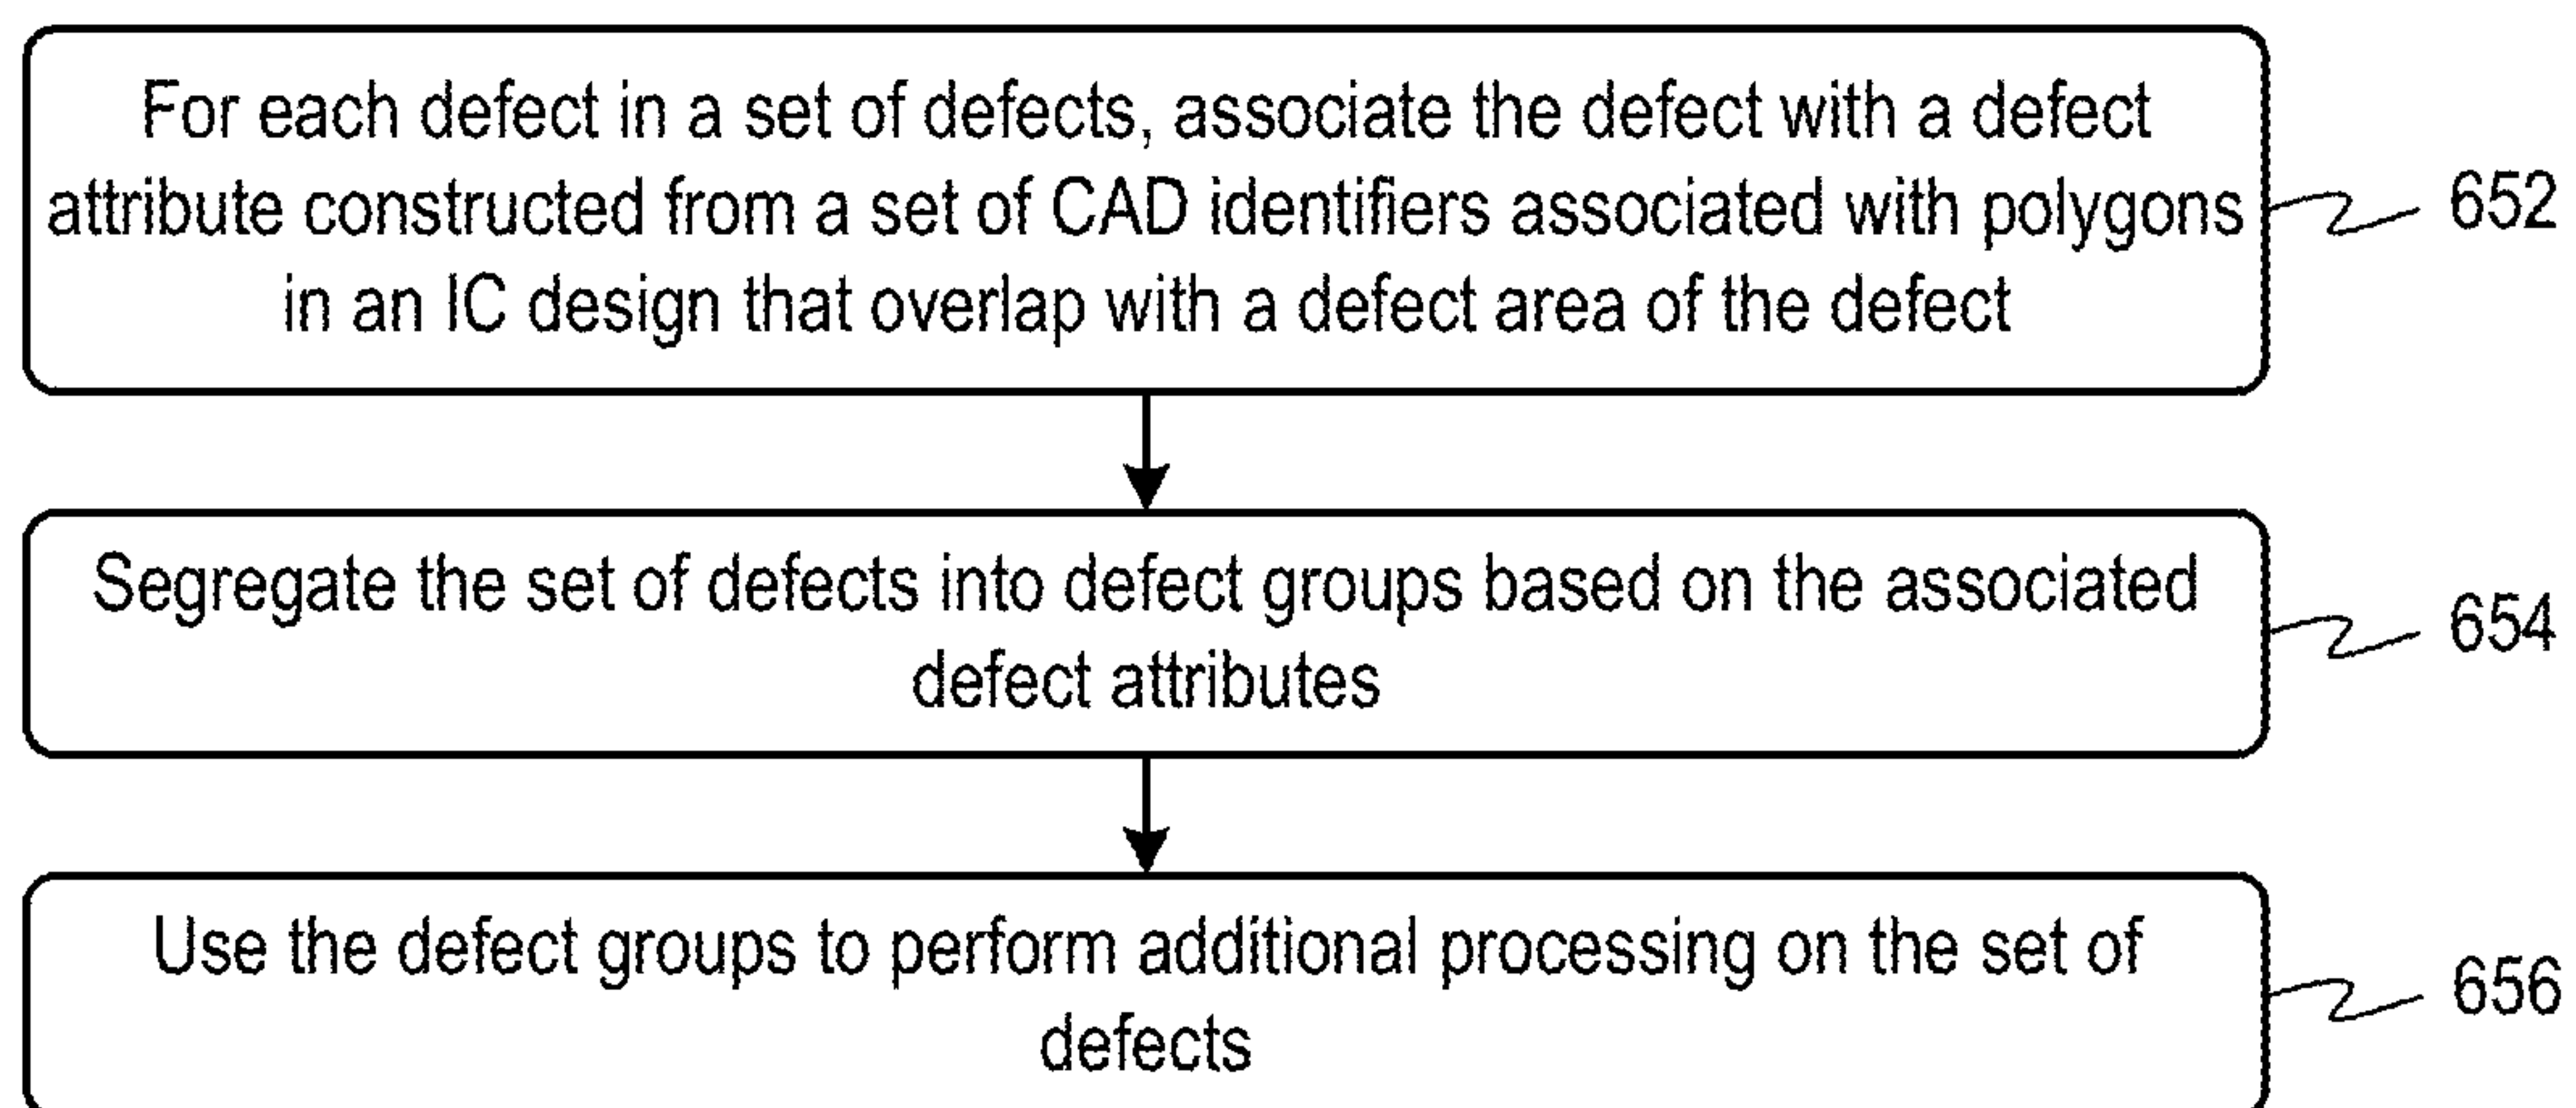 For each defect in a set of defects, associate the defect with a defect
attribute constructed from a set of CAD identifiers associated with polygons
in an IC design that overlap with a defect area of the defect
652
Segregate the set of defects into defect groups based on the associated
defect attributes
654
Use the defect groups to perform additional processing on the set of
defects
656